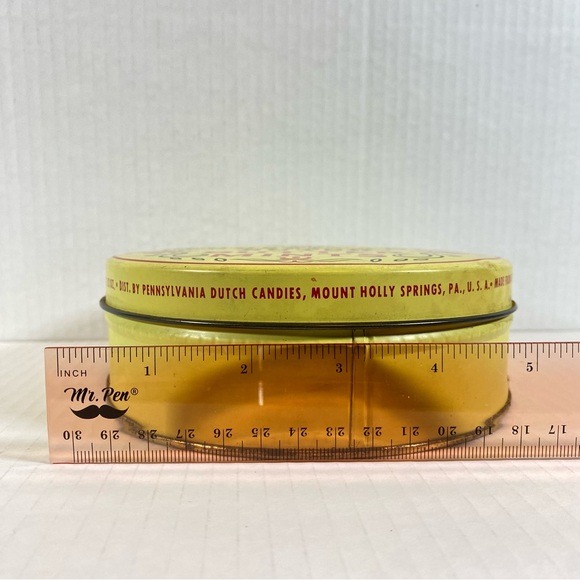 DIST. BY PENNSYLVANIA DUTCH CANDIES, MOUNT HOLLY SPRINGS, PA., U. S. A. • MADE
INCH 1 2 3 4 5
Mr. Pen®
30 29 28 27 26 25 24 23 22 21 20 19 18 17